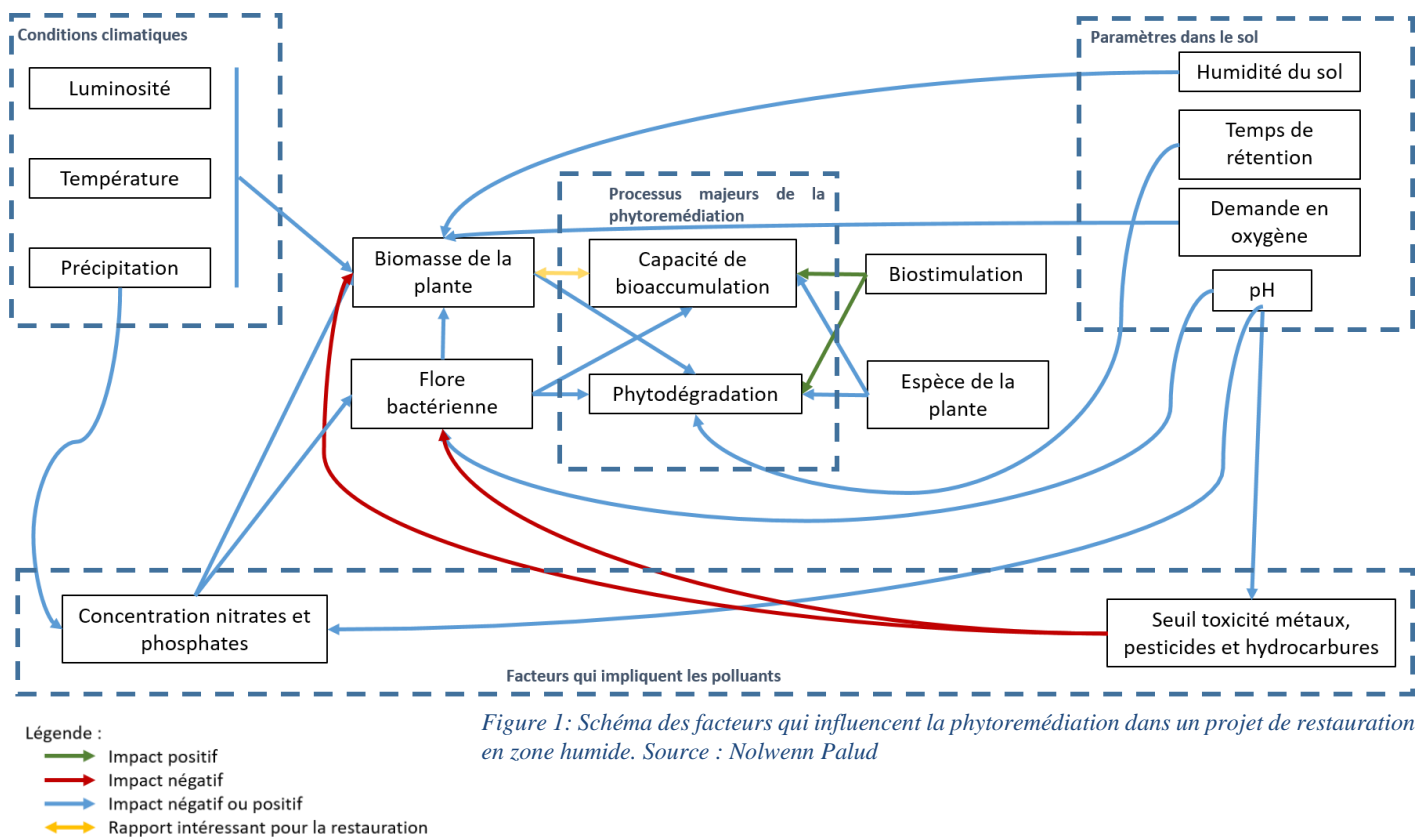 Conditions climatiques
Luminosité
Température
Précipitation
Paramètres dans le sol
Humidité du sol
Temps de
rétention
Demande en
oxygène
pH
Processus majeurs de la
phytoremédiation
Biomasse de la
plante
Capacité de
bioaccumulation
Biostimulation
Flore
bactérienne
Phytodégradation
Espèce de la
plante
Concentration nitrates et
phosphates
Seuil toxicité métaux,
pesticides et hydrocarbures
Facteurs qui impliquent les polluants
Figure 1: Schéma des facteurs qui influencent la phytoremédiation dans un projet de restauration
en zone humide. Source : Nolwenn Palud
Légende :
Impact positif
Impact négatif
Impact négatif ou positif
Rapport intéressant pour la restauration